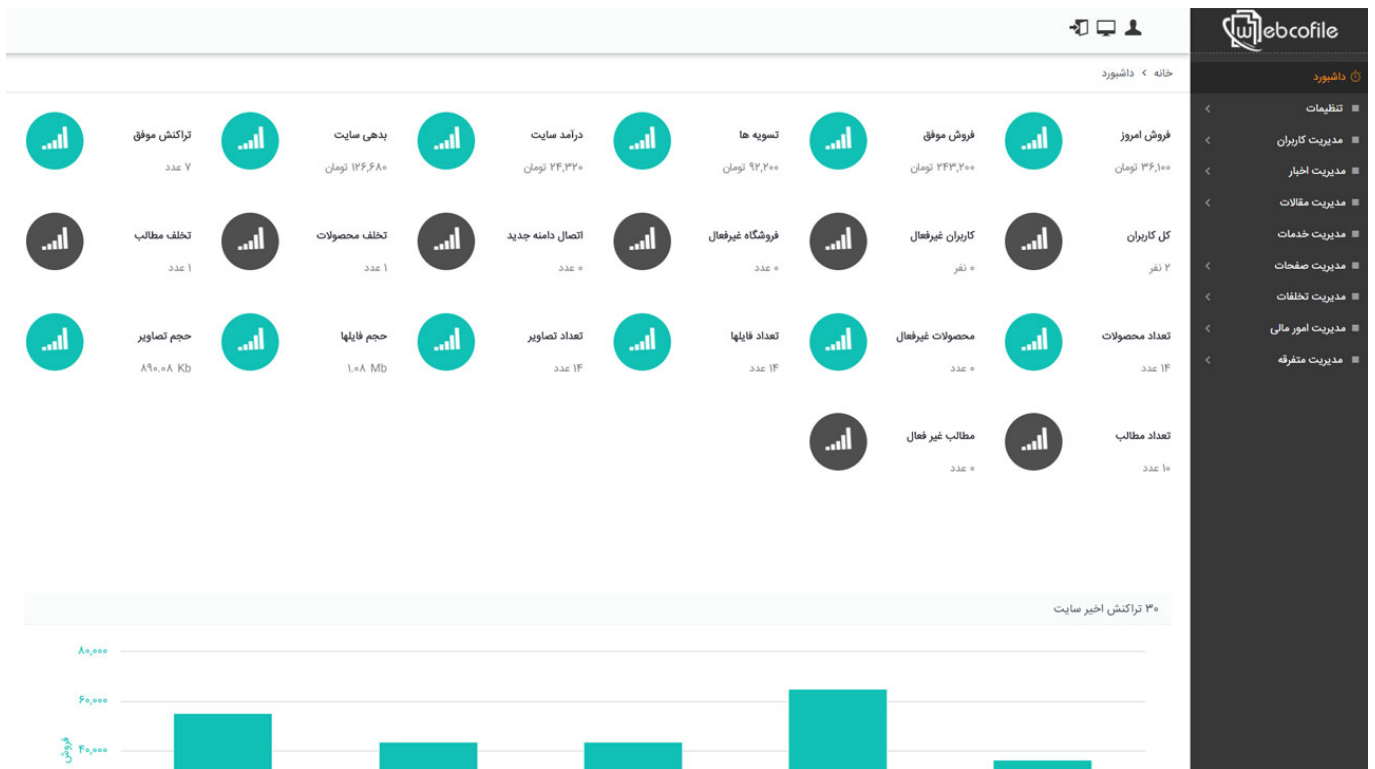 webcofile
داشبورد
تنظیمات
مدیریت کاربران
مدیریت اخبار
مدیریت مقالات
مدیریت خدمات
مدیریت صفحات
مدیریت تخلفات
مدیریت امور مالی
مدیریت متفرقه
خانه › داشبورد
فروش امروز
۳۶,۱۰۰ تومان
فروش موفق
۲۴۳,۲۰۰ تومان
تسویه ها
۹۲,۲۰۰ تومان
درآمد سایت
۲۴,۳۲۰ تومان
بدهی سایت
۱۲۶,۶۸۰ تومان
تراکنش موفق
۷ عدد
کل کاربران
۲ نفر
کاربران غیرفعال
۰ نفر
فروشگاه غیرفعال
۰ عدد
اتصال دامنه جدید
۰ عدد
تخلف محصولات
۱ عدد
تخلف مطالب
۱ عدد
تعداد محصولات
۱۴ عدد
محصولات غیرفعال
۰ عدد
تعداد فایلها
۱۴ عدد
تعداد تصاویر
۱۴ عدد
حجم فایلها
۱.۰۸ Mb
حجم تصاویر
۸۹۰.۰۸ Kb
تعداد مطالب
۱۰ عدد
مطالب غیر فعال
۰ عدد
۳۰ تراکنش اخیر سایت
۸۰,۰۰۰
۶۰,۰۰۰
۴۰,۰۰۰
فروش